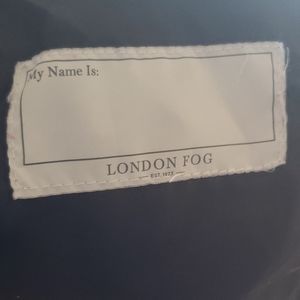 My Name Is:
LONDON FOG
EST. 1923